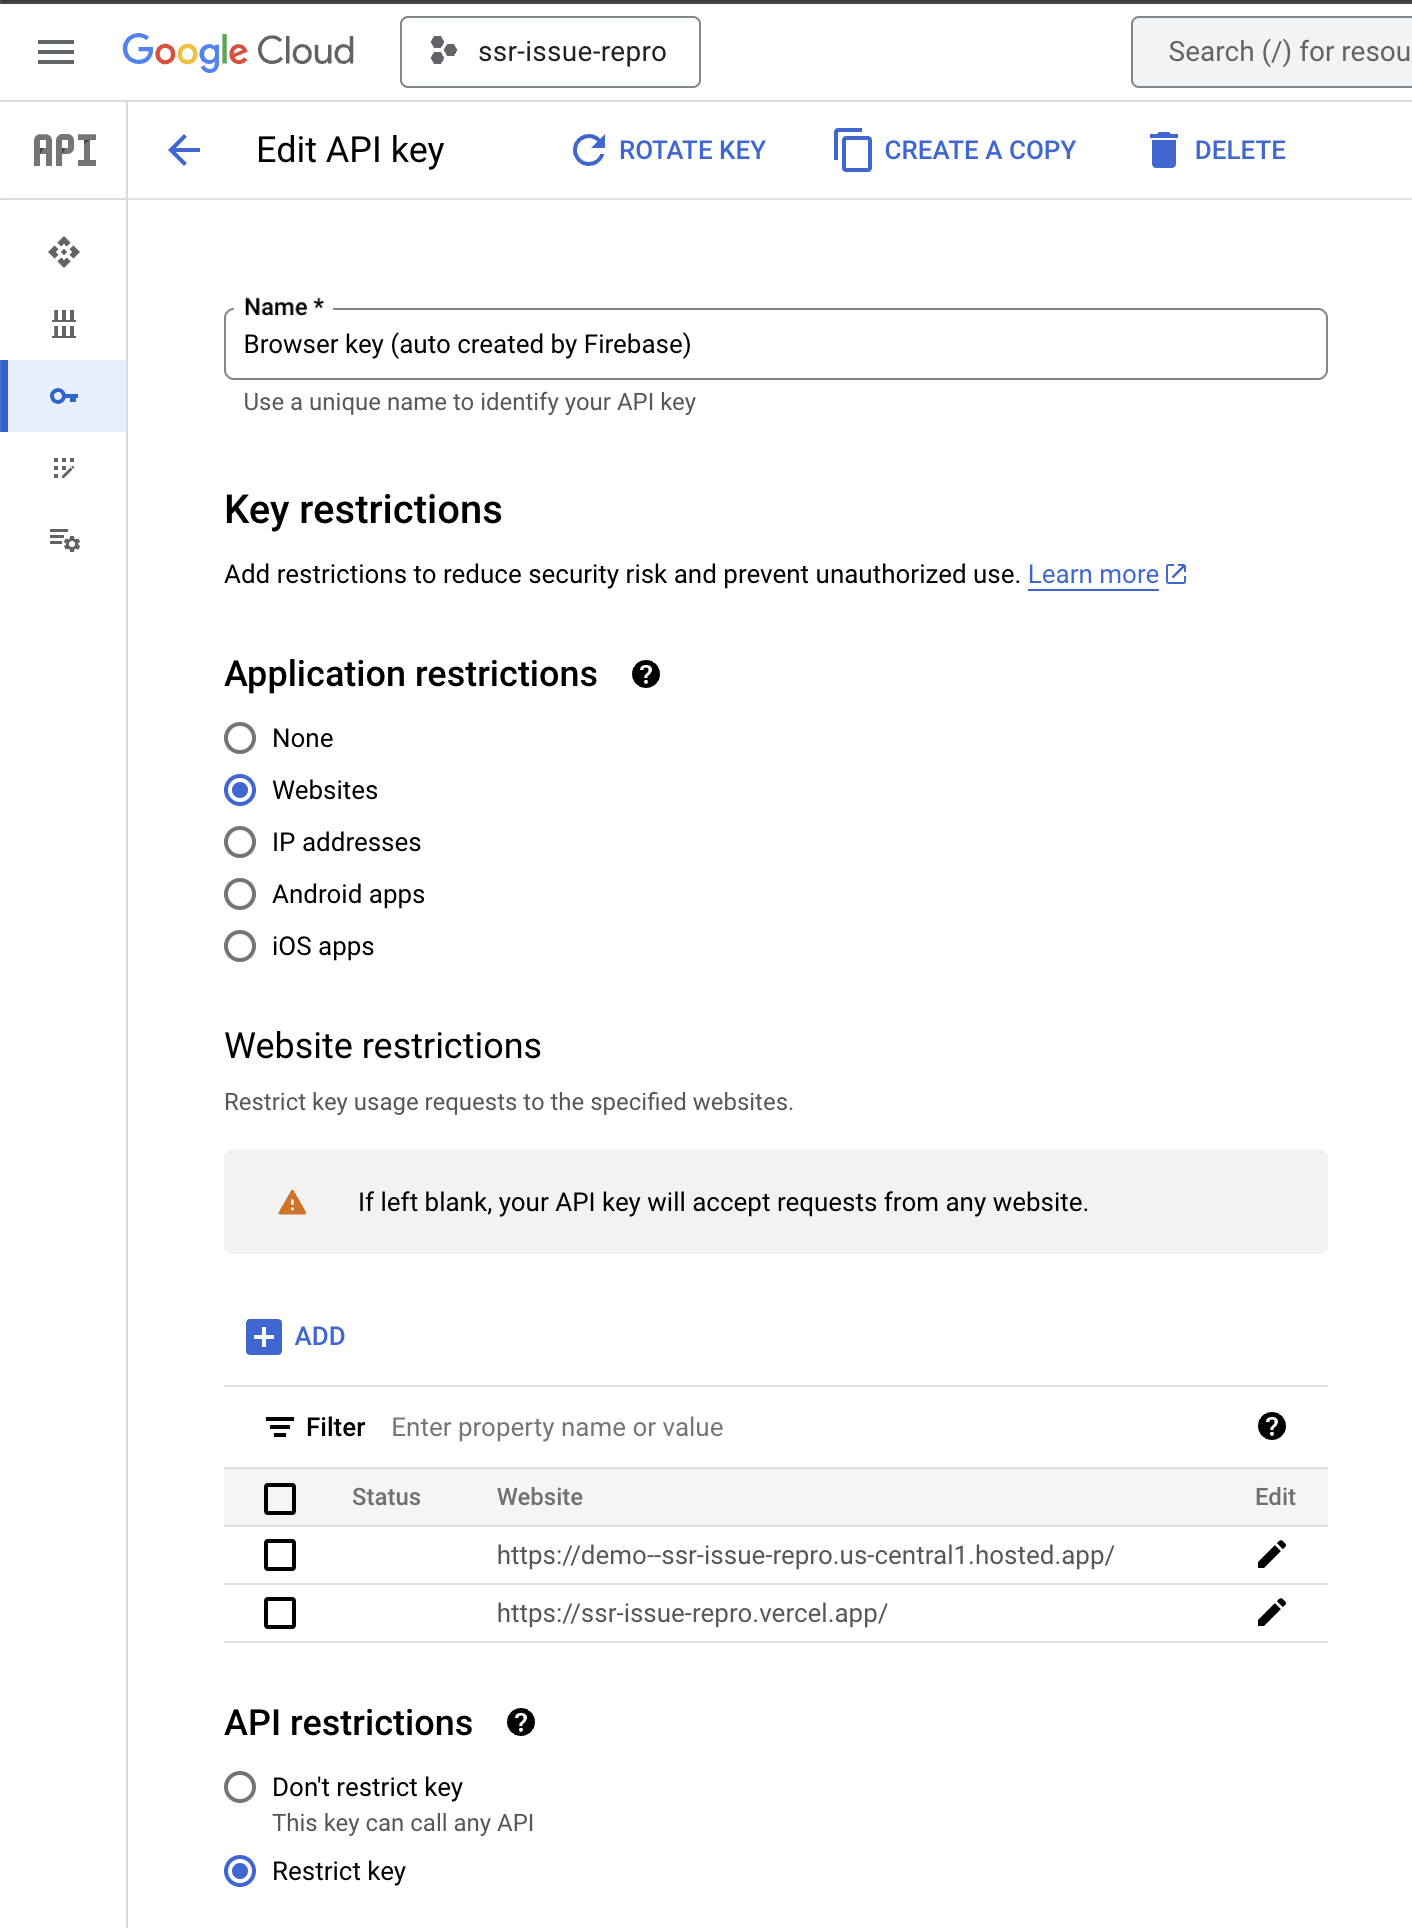 Google Cloud
ssr-issue-repro
Search (/) for resou
API
Edit API key
ROTATE KEY
CREATE A COPY
DELETE
Name *
Browser key (auto created by Firebase)
Use a unique name to identify your API key
Key restrictions
Add restrictions to reduce security risk and prevent unauthorized use. Learn more
Application restrictions
None
Websites
IP addresses
Android apps
iOS apps
Website restrictions
Restrict key usage requests to the specified websites.
If left blank, your API key will accept requests from any website.
ADD
Filter Enter property name or value
Status Website Edit
https://demo--ssr-issue-repro.us-central1.hosted.app/
https://ssr-issue-repro.vercel.app/
API restrictions
Don't restrict key
This key can call any API
Restrict key